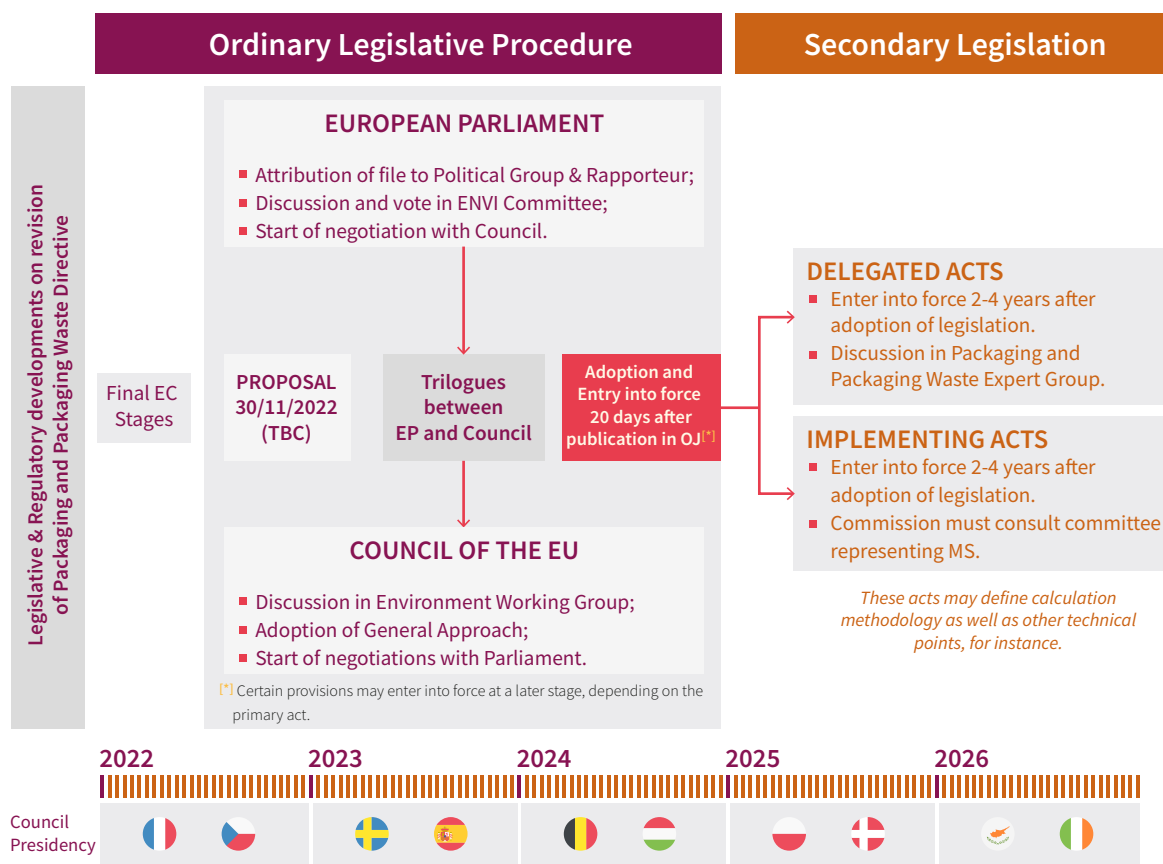 Ordinary Legislative Procedure
Secondary Legislation
Legislative & Regulatory developments on revision
of Packaging and Packaging Waste Directive
EUROPEAN PARLIAMENT
Attribution of file to Political Group & Rapporteur;
Discussion and vote in ENVI Committee;
Start of negotiation with Council.
Final EC
Stages
PROPOSAL
30/11/2022
(TBC)
Trilogues
between
EP and Council
Adoption and
Entry into force
20 days after
publication in OJ[*]
COUNCIL OF THE EU
Discussion in Environment Working Group;
Adoption of General Approach;
Start of negotiations with Parliament.
[*] Certain provisions may enter into force at a later stage, depending on the
primary act.
DELEGATED ACTS
Enter into force 2-4 years after
adoption of legislation.
Discussion in Packaging and
Packaging Waste Expert Group.
IMPLEMENTING ACTS
Enter into force 2-4 years after
adoption of legislation.
Commission must consult committee
representing MS.
These acts may define calculation
methodology as well as other technical
points, for instance.
2022 2023 2024 2025 2026
Council
Presidency